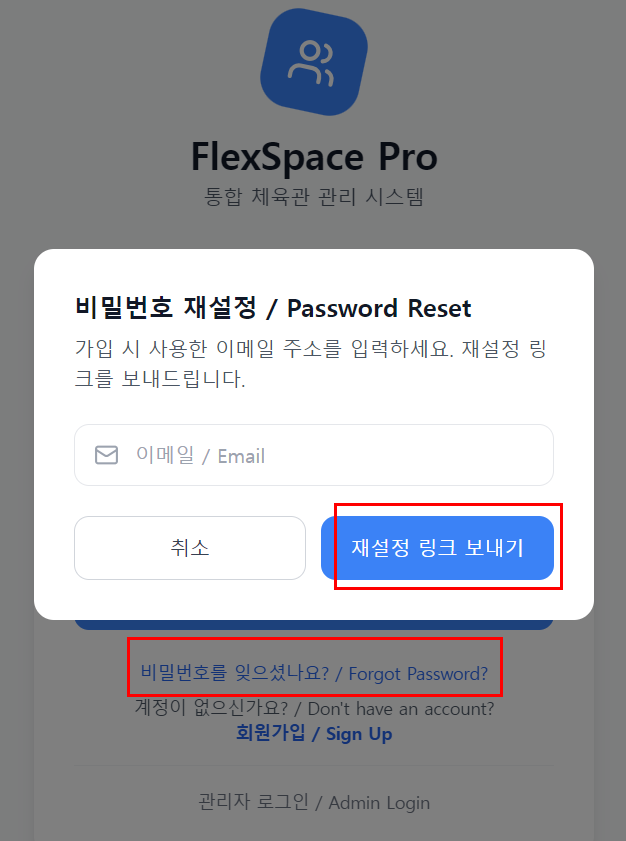 FlexSpace Pro
통합 체육관 관리 시스템
비밀번호 재설정 / Password Reset
가입 시 사용한 이메일 주소를 입력하세요. 재설정 링
크를 보내드립니다.
이메일 / Email
취소 재설정 링크 보내기
비밀번호를 잊으셨나요? / Forgot Password?
계정이 없으신가요? / Don't have an account?
회원가입 / Sign Up
관리자 로그인 / Admin Login